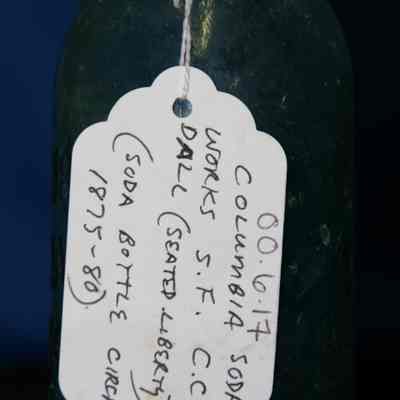 00.6.17
COLUMBIA SODA
WORKS S.F. C.C.
DALL (SEATED LIBERTY)
(SODA BOTTLE CIRCA
1875-80)